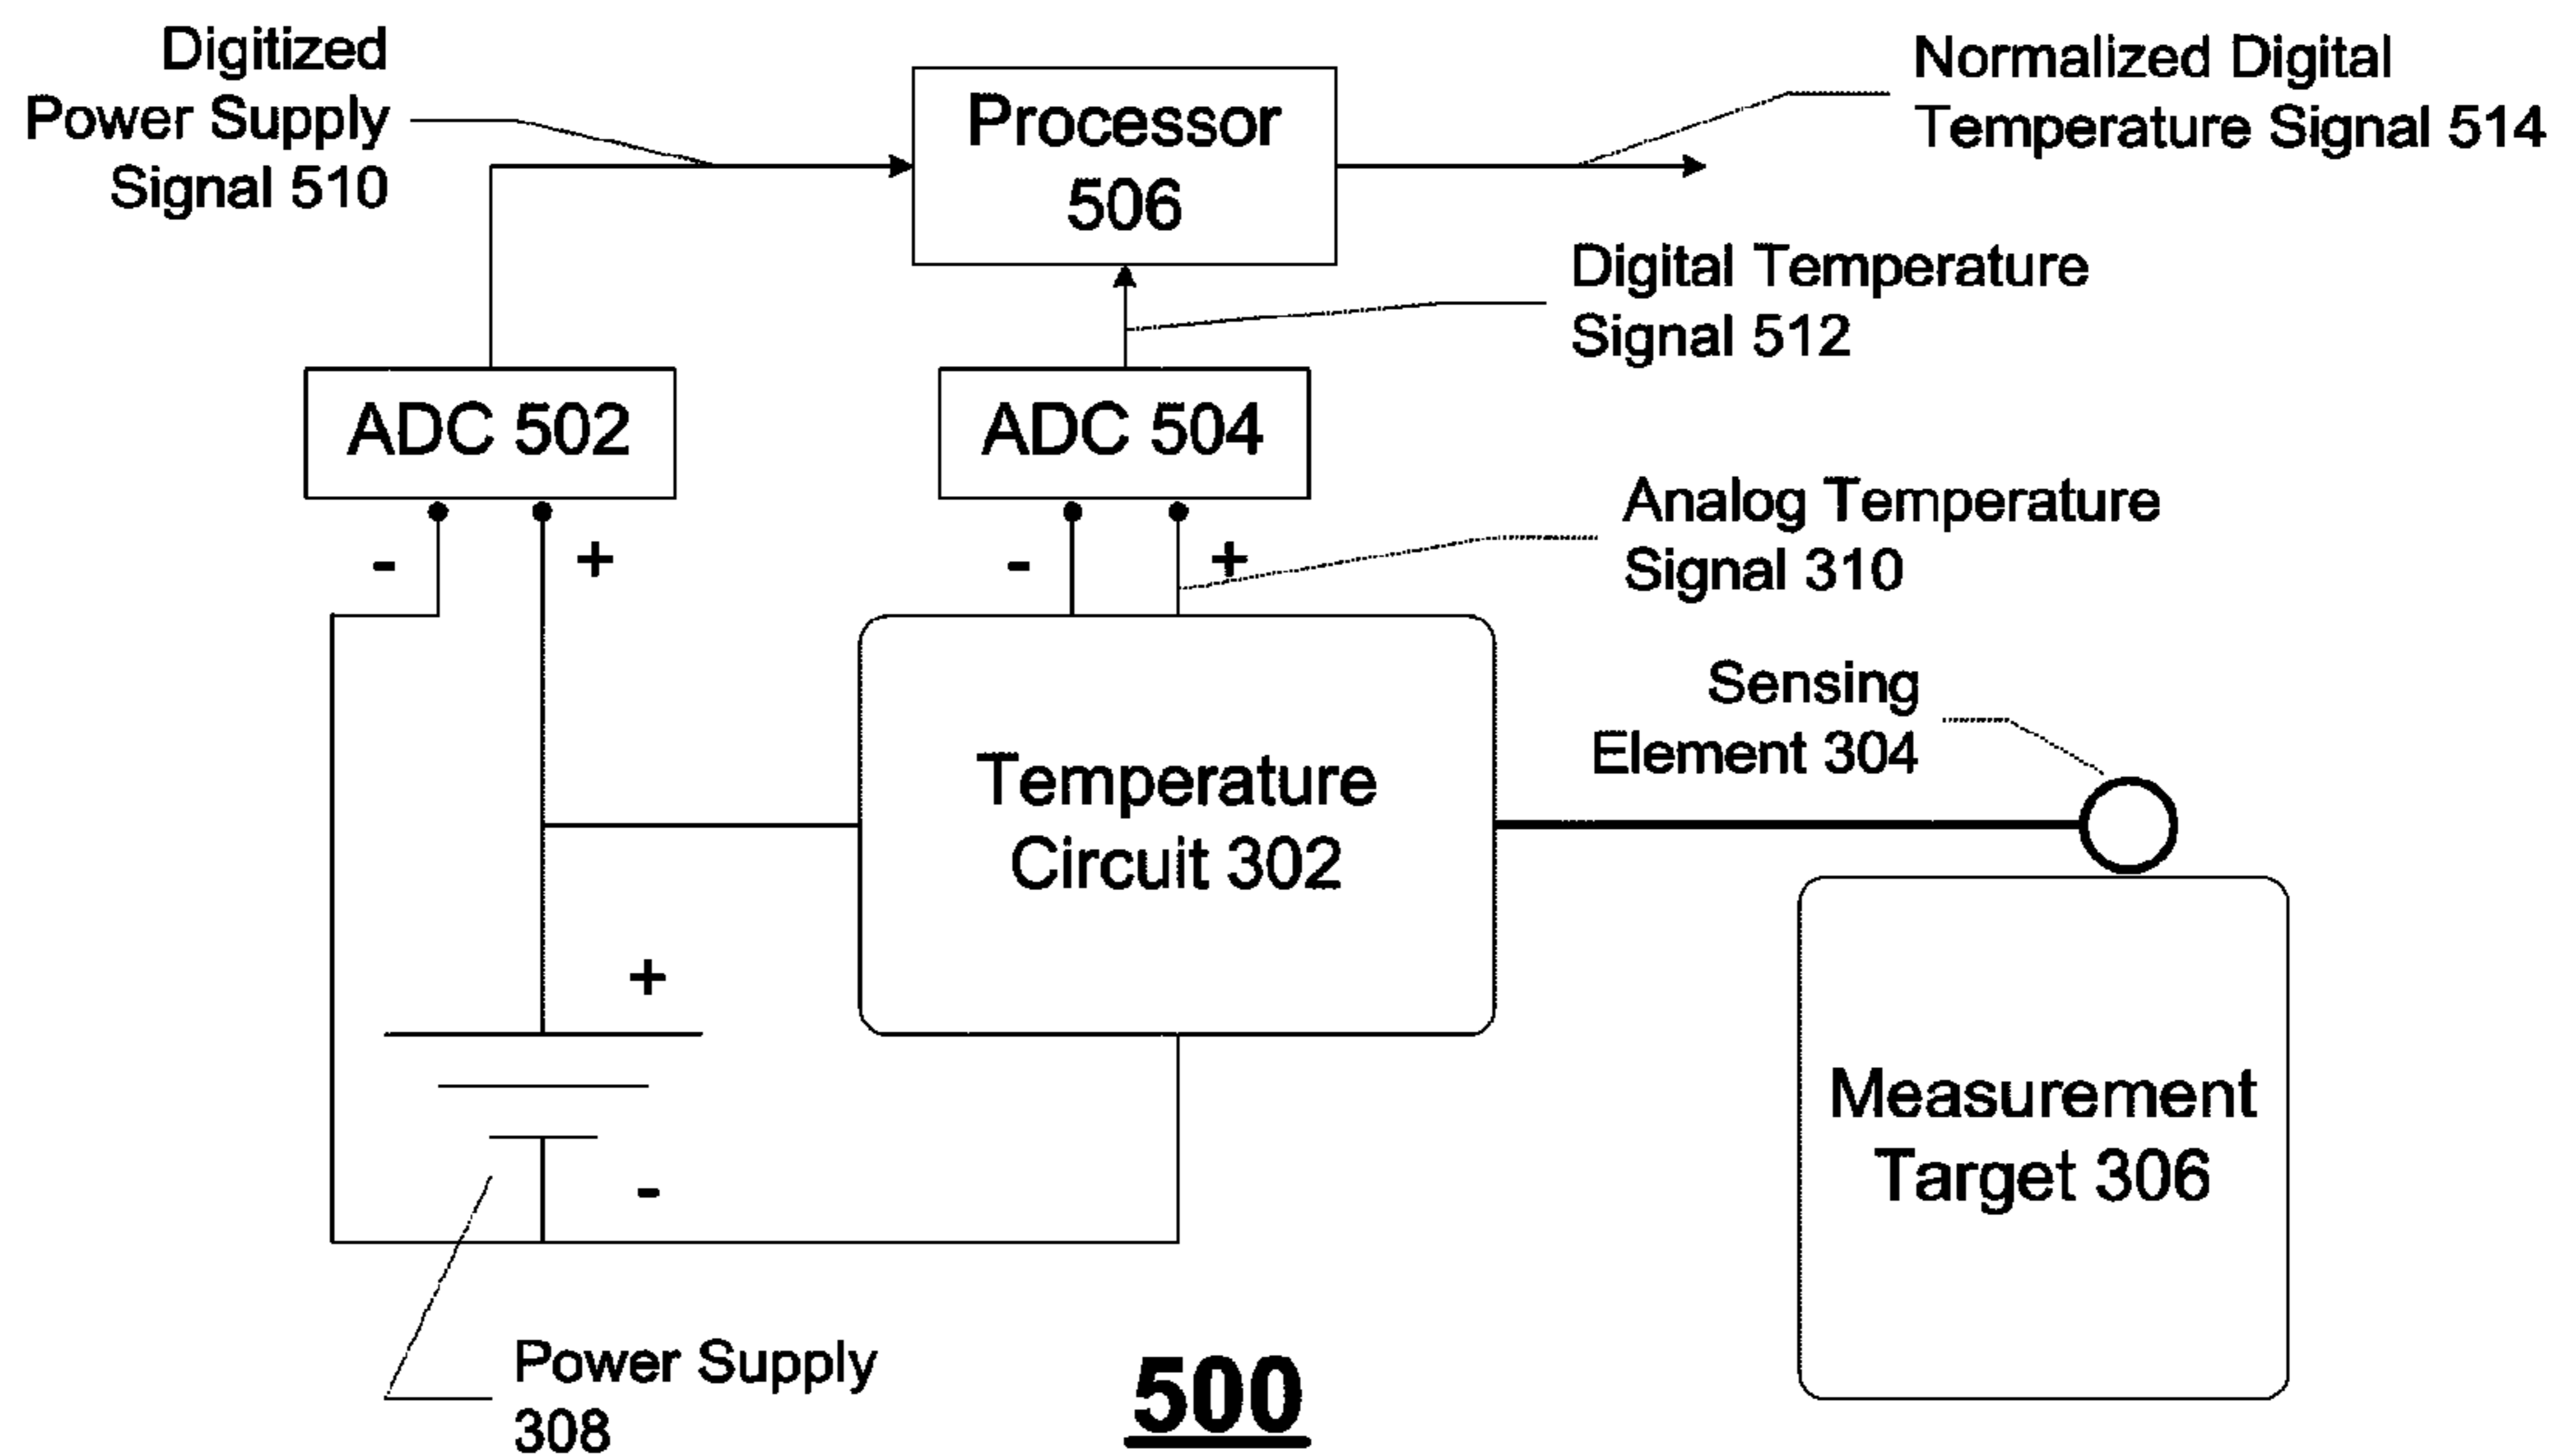 Digitized
Power Supply
Signal 510
Processor
506
Normalized Digital
Temperature Signal 514
Digital Temperature
Signal 512
ADC 502
ADC 504
- +
- +
Analog Temperature
Signal 310
Sensing
Element 304
Temperature
Circuit 302
+
-
Measurement
Target 306
Power Supply
308
500